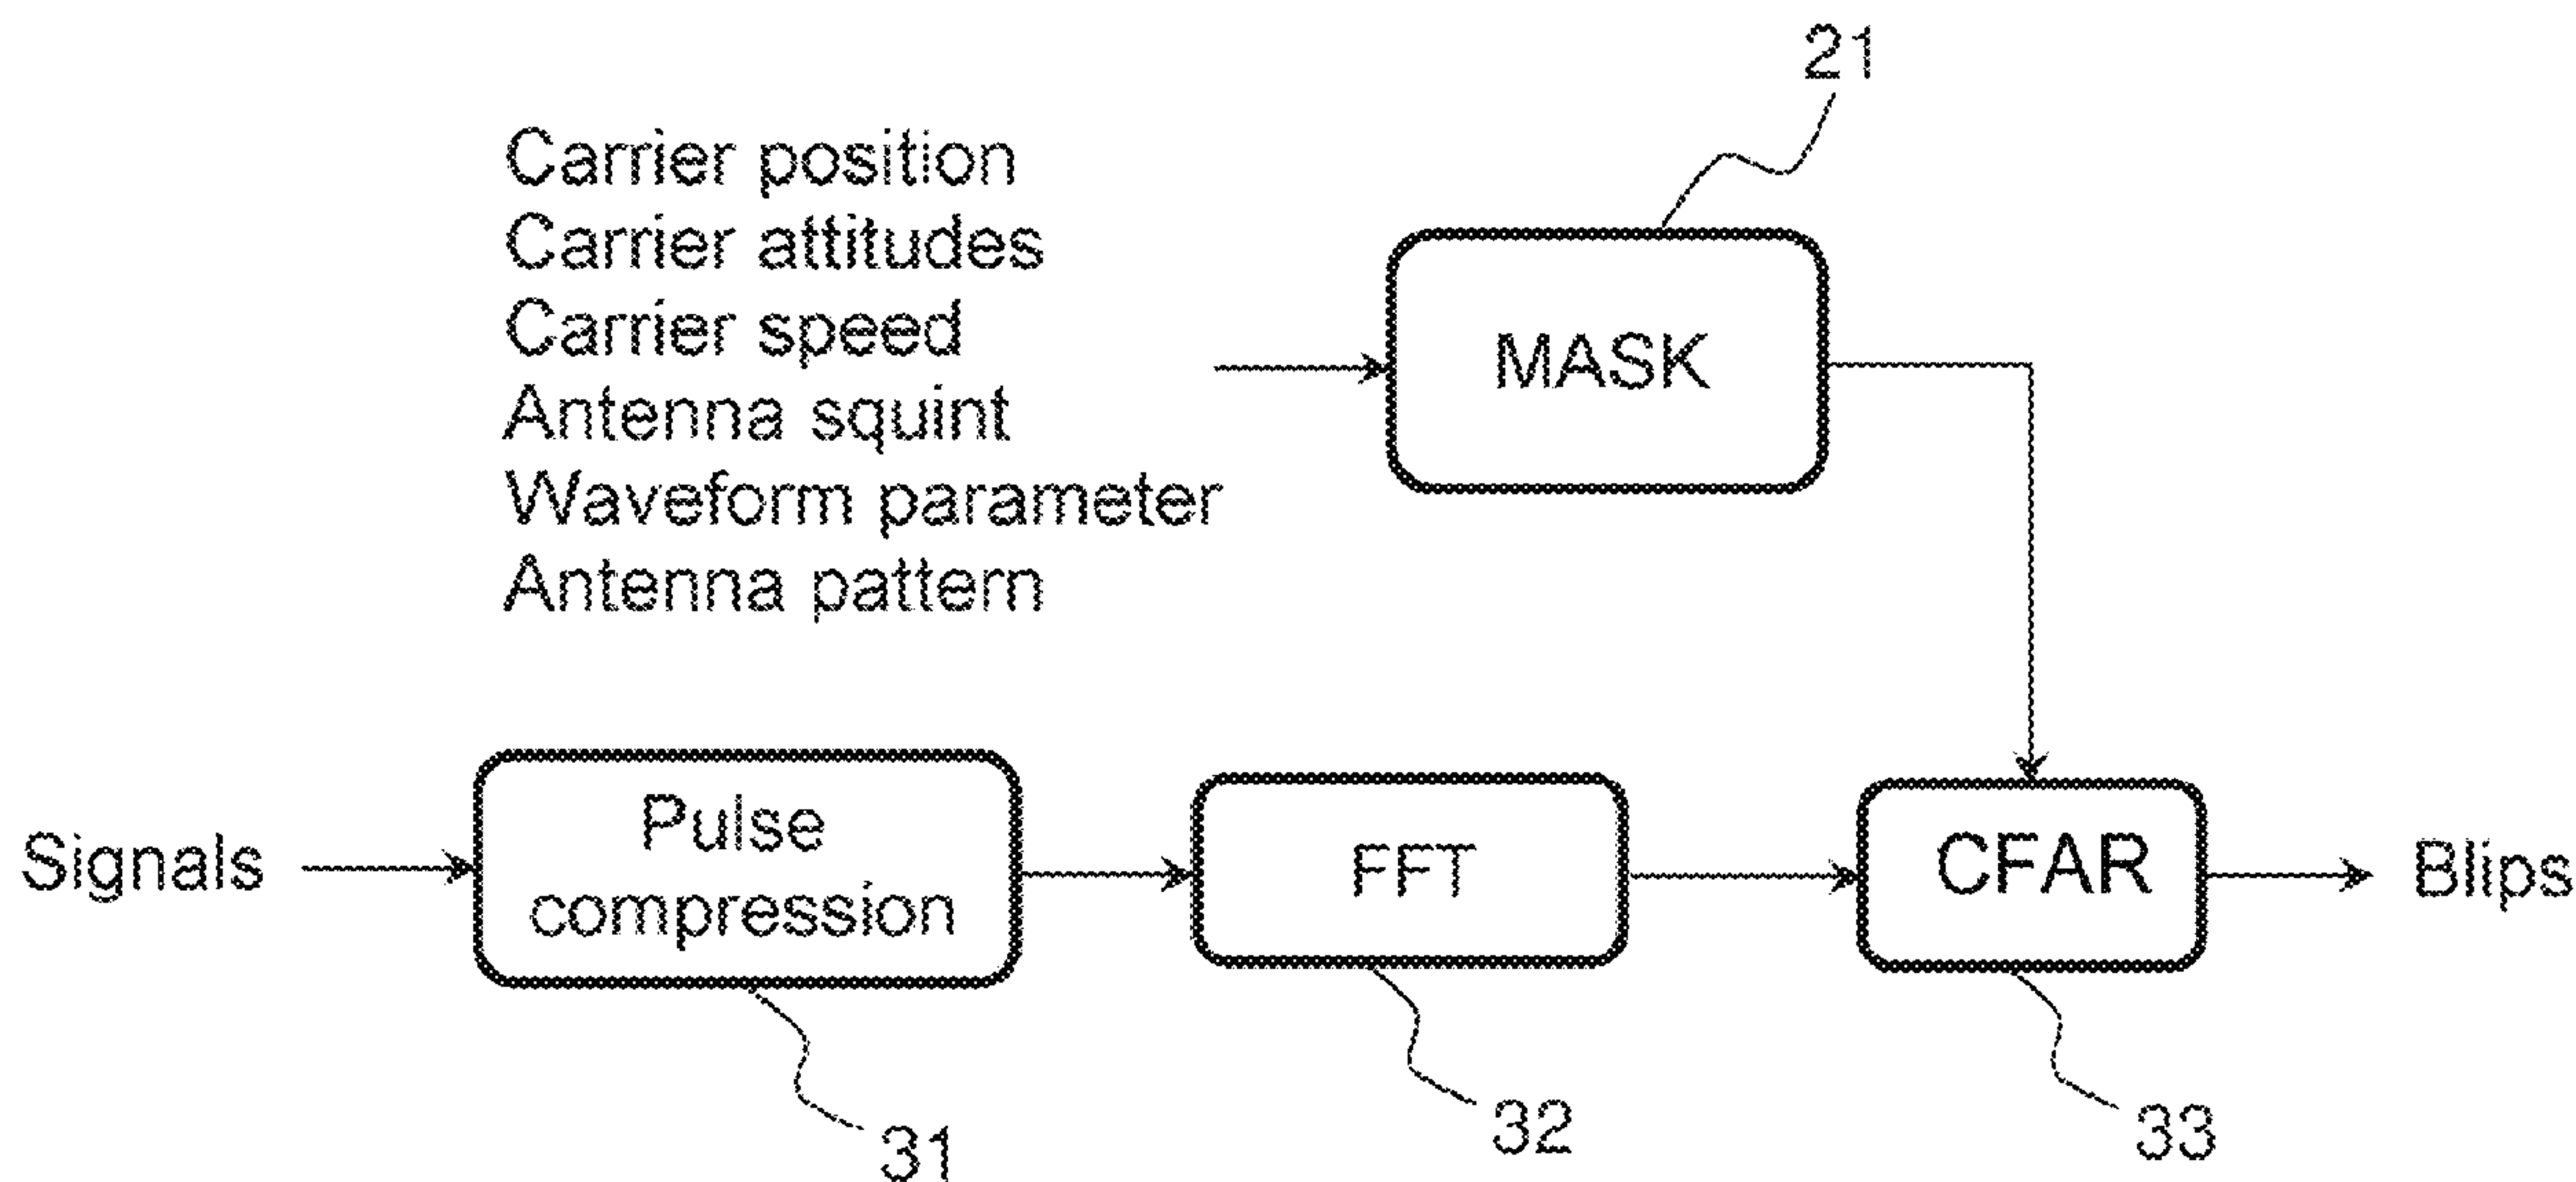 21
Carrier position
Carrier attitudes
Carrier speed
Antenna squint
Waveform parameter
Antenna pattern
MASK
Signals
Pulse
compression
FFT
CFAR
Blips
31
32
33